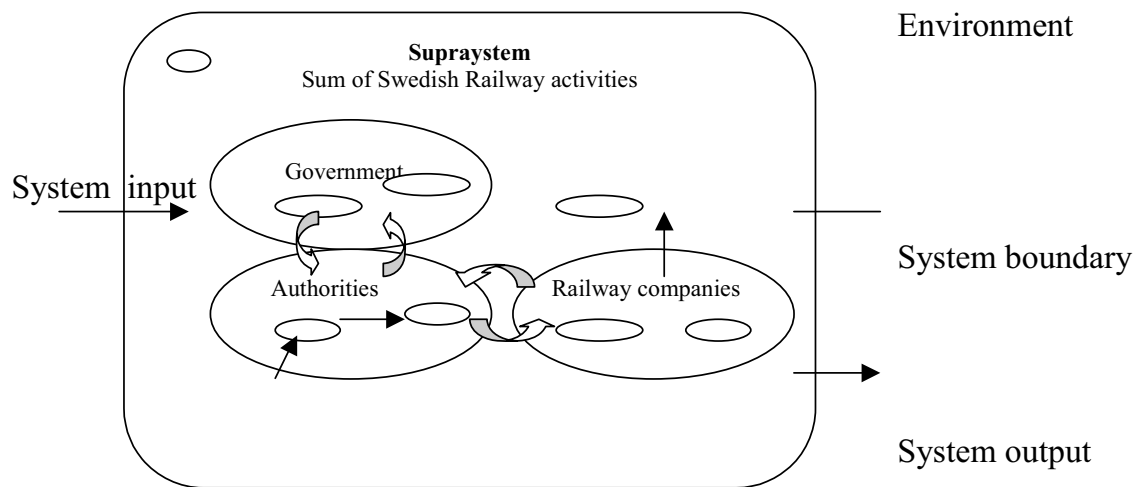 Environment
Supraystem
Sum of Swedish Railway activities
Government
System input
System boundary
Authorities
Railway companies
System output